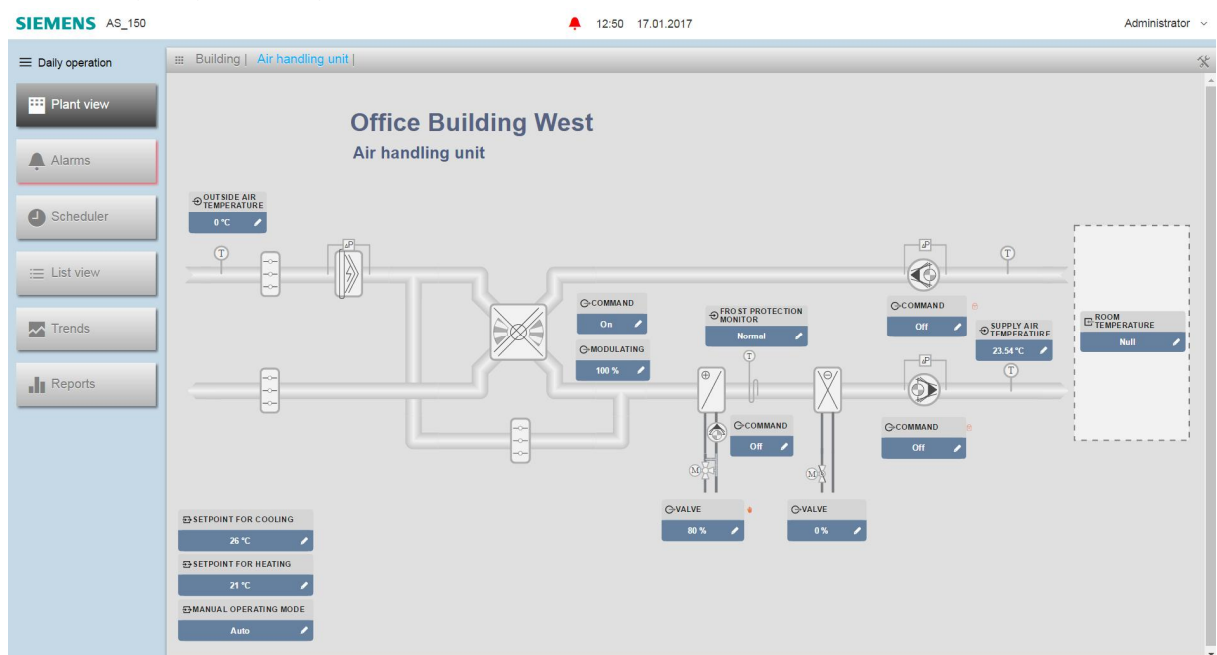 SIEMENS AS_150
12:50 17.01.2017
Administrator
Daily operation
Building | Air handling unit |
Plant view
Alarms
Scheduler
List view
Trends
Reports
Office Building West
Air handling unit
OUTSIDE AIR
TEMPERATURE
0 °C
T
ΔP
ΔP
T
COMMAND
On
MODULATING
100 %
FROST PROTECTION
MONITOR
Normal
T
COMMAND
Off
SUPPLY AIR
TEMPERATURE
23.54 °C
ROOM
TEMPERATURE
Null
ΔP
T
COMMAND
Off
COMMAND
Off
M
M
VALVE
80 %
VALVE
0 %
SETPOINT FOR COOLING
26 °C
SETPOINT FOR HEATING
21 °C
MANUAL OPERATING MODE
Auto